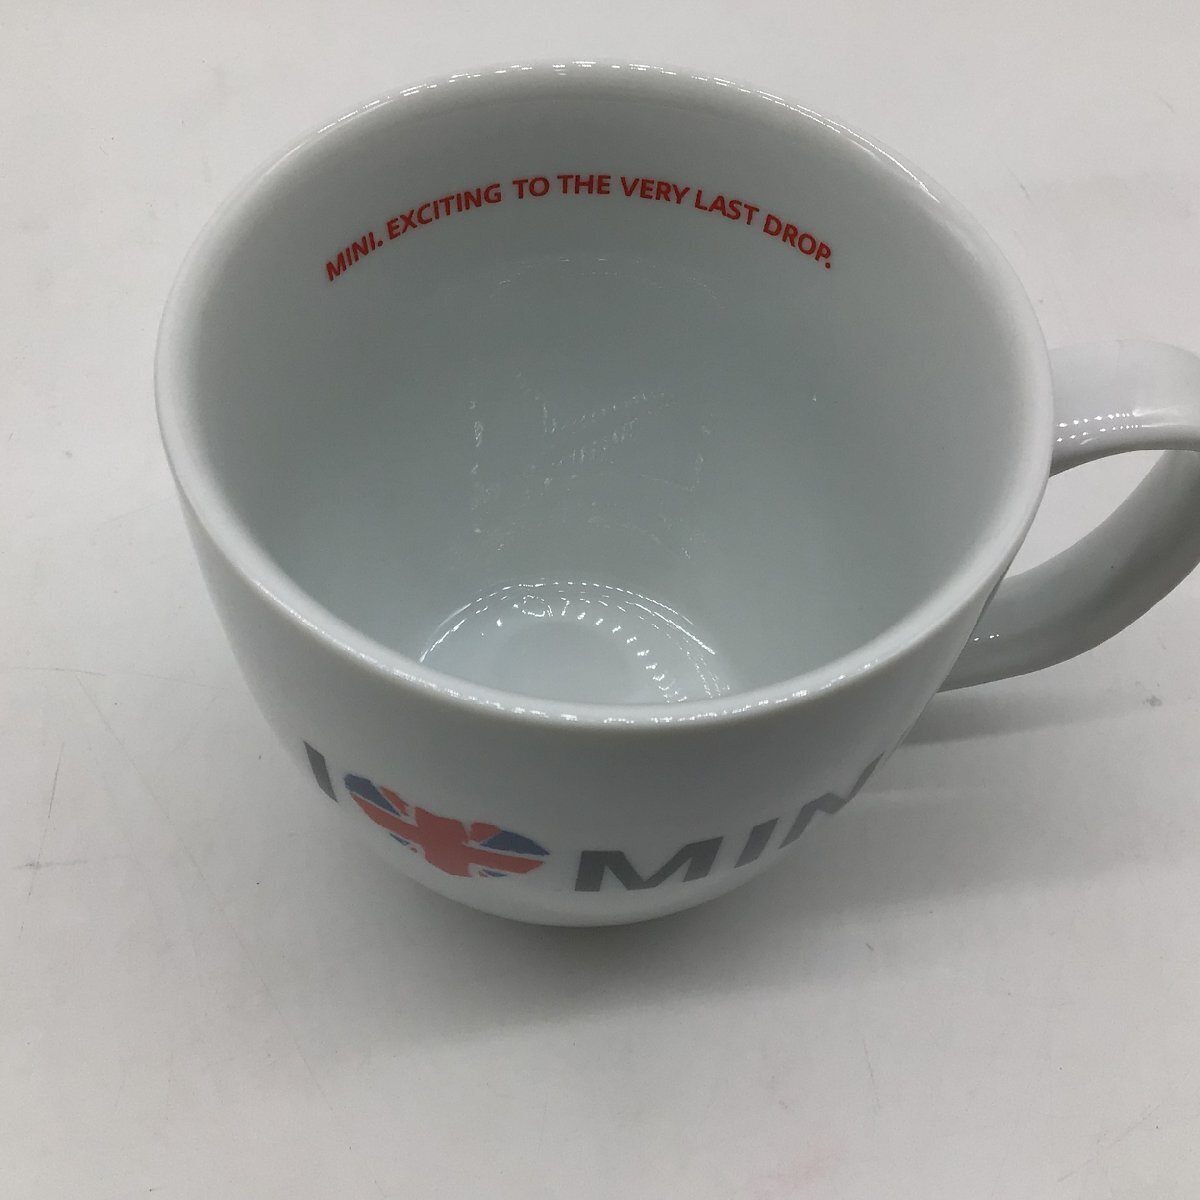 MINI. EXCITING TO THE VERY LAST DROP.
I MINI